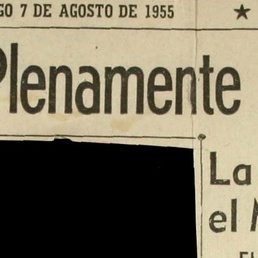 GO 7 DE AGOSTO DE 1955 ★
Plenamente
La
el